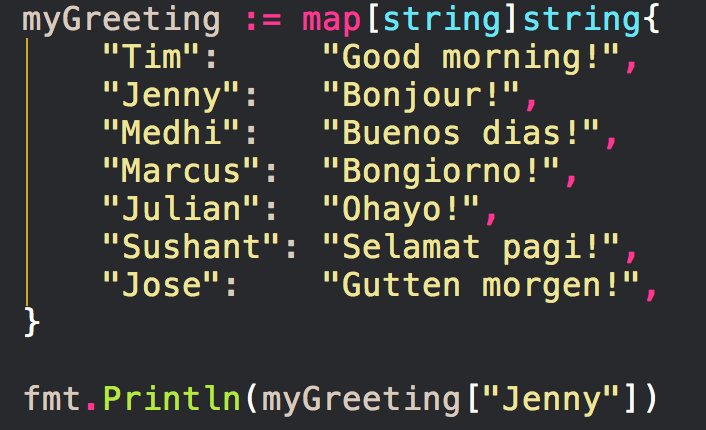 myGreeting := map[string]string{
    "Tim":     "Good morning!",
    "Jenny":   "Bonjour!",
    "Medhi":   "Buenos dias!",
    "Marcus":  "Bongiorno!",
    "Julian":  "Ohayo!",
    "Sushant": "Selamat pagi!",
    "Jose":    "Gutten morgen!",
}
fmt.Println(myGreeting["Jenny"])